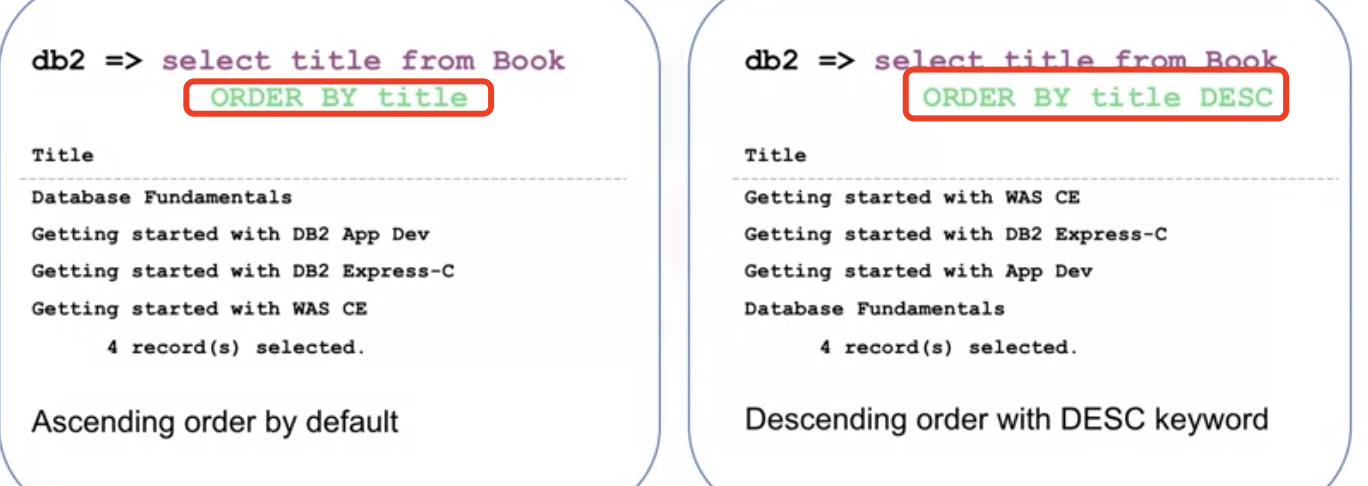 db2 => select title from Book
ORDER BY title
Title
Database Fundamentals
Getting started with DB2 App Dev
Getting started with DB2 Express-C
Getting started with WAS CE
4 record(s) selected.
Ascending order by default
db2 => select title from Book
ORDER BY title DESC
Title
Getting started with WAS CE
Getting started with DB2 Express-C
Getting started with App Dev
Database Fundamentals
4 record(s) selected.
Descending order with DESC keyword